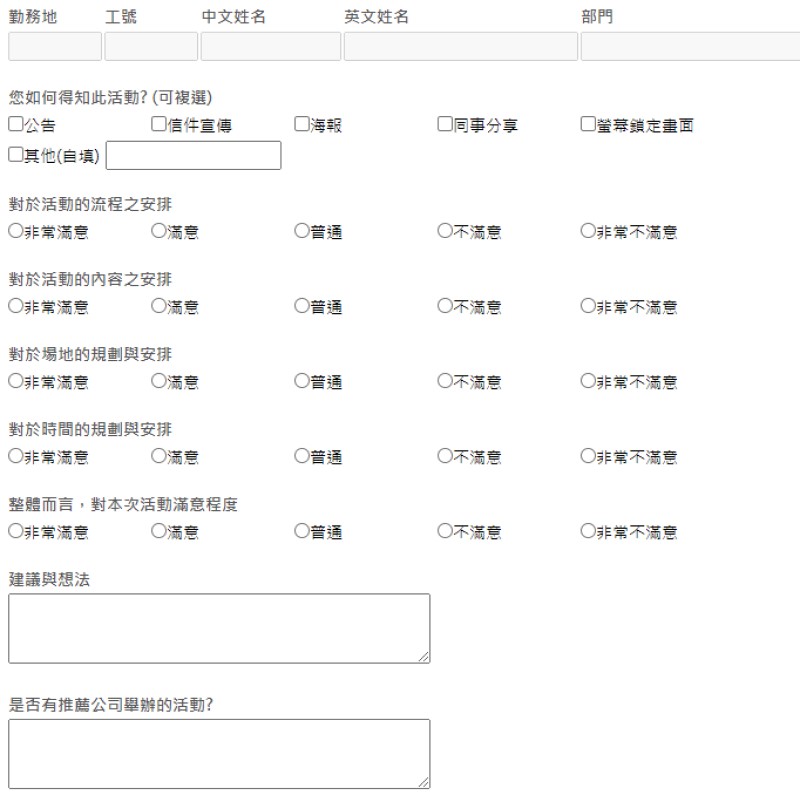 勤務地 工號 中文姓名 英文姓名 部門
您如何得知此活動? (可複選)
公告 信件宣傳 海報 同事分享 螢幕鎖定畫面
其他(自填)
對於活動的流程之安排
非常滿意 滿意 普通 不滿意 非常不滿意
對於活動的內容之安排
非常滿意 滿意 普通 不滿意 非常不滿意
對於場地的規劃與安排
非常滿意 滿意 普通 不滿意 非常不滿意
對於時間的規劃與安排
非常滿意 滿意 普通 不滿意 非常不滿意
整體而言，對本次活動滿意程度
非常滿意 滿意 普通 不滿意 非常不滿意
建議與想法
是否有推薦公司舉辦的活動?